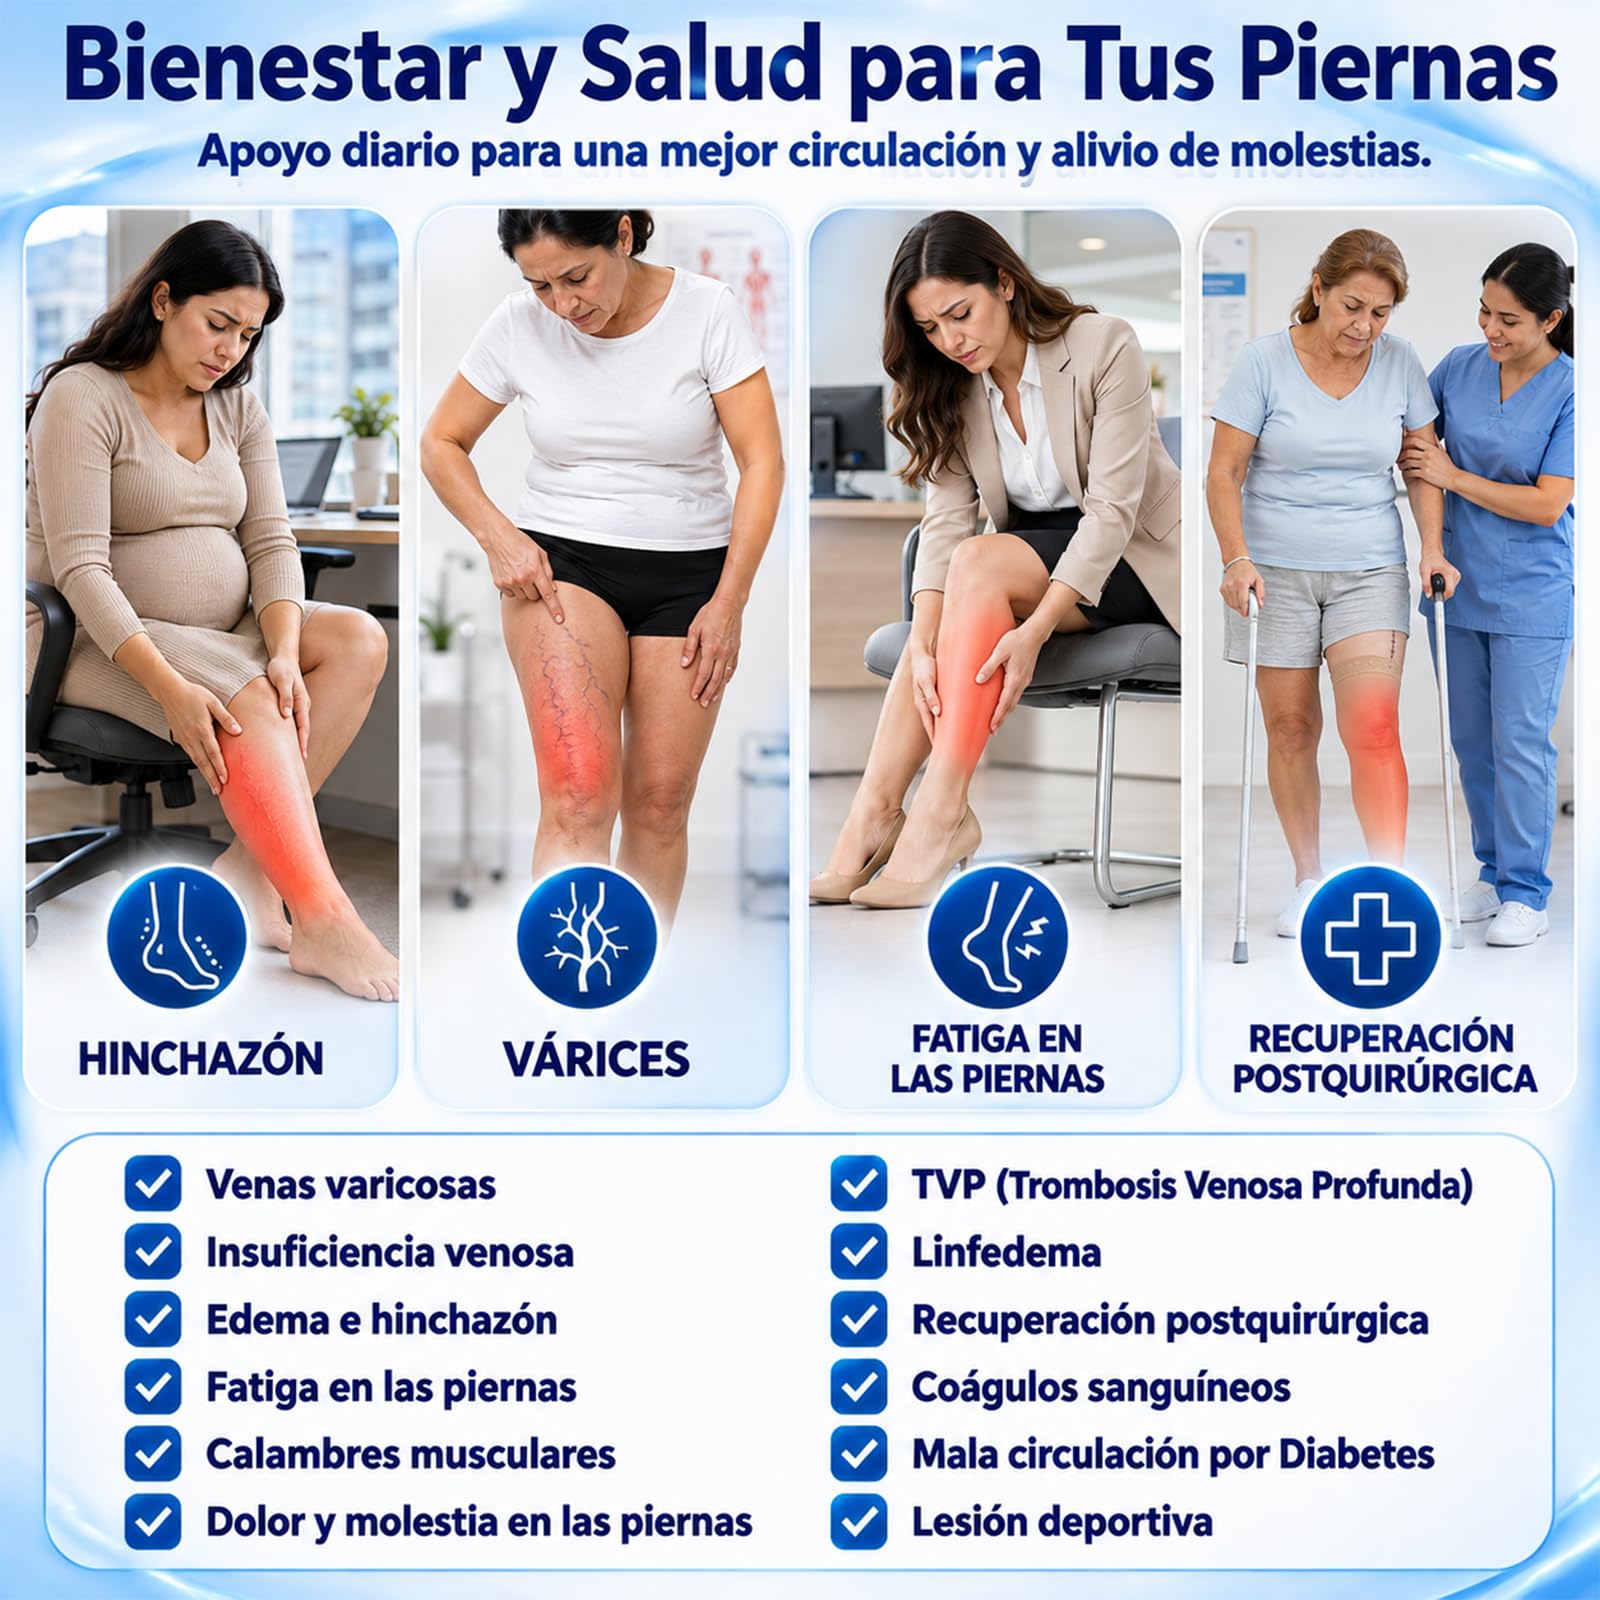 Bienestar y Salud para Tus Piernas
Apoyo diario para una mejor circulación y alivio de molestias.
HINCHAZÓN
VÁRICES
FATIGA EN
LAS PIERNAS
RECUPERACIÓN
POSTQUIRÚRGICA
Venas varicosas
Insuficiencia venosa
Edema e hinchazón
Fatiga en las piernas
Calambres musculares
Dolor y molestia en las piernas
TVP (Trombosis Venosa Profunda)
Linfedema
Recuperación postquirúrgica
Coágulos sanguíneos
Mala circulación por Diabetes
Lesión deportiva